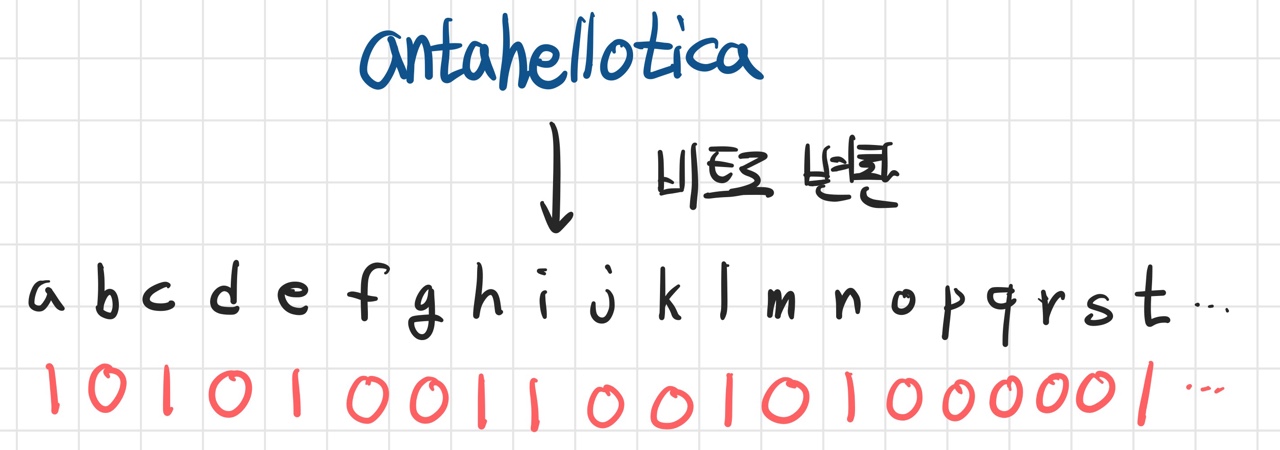 antahellotica
비트로 변환
a b c d e f g h i j k l m n o p q r s t ...
1 0 1 0 1 0 0 1 1 0 0 1 0 1 0 0 0 0 0 1 ...